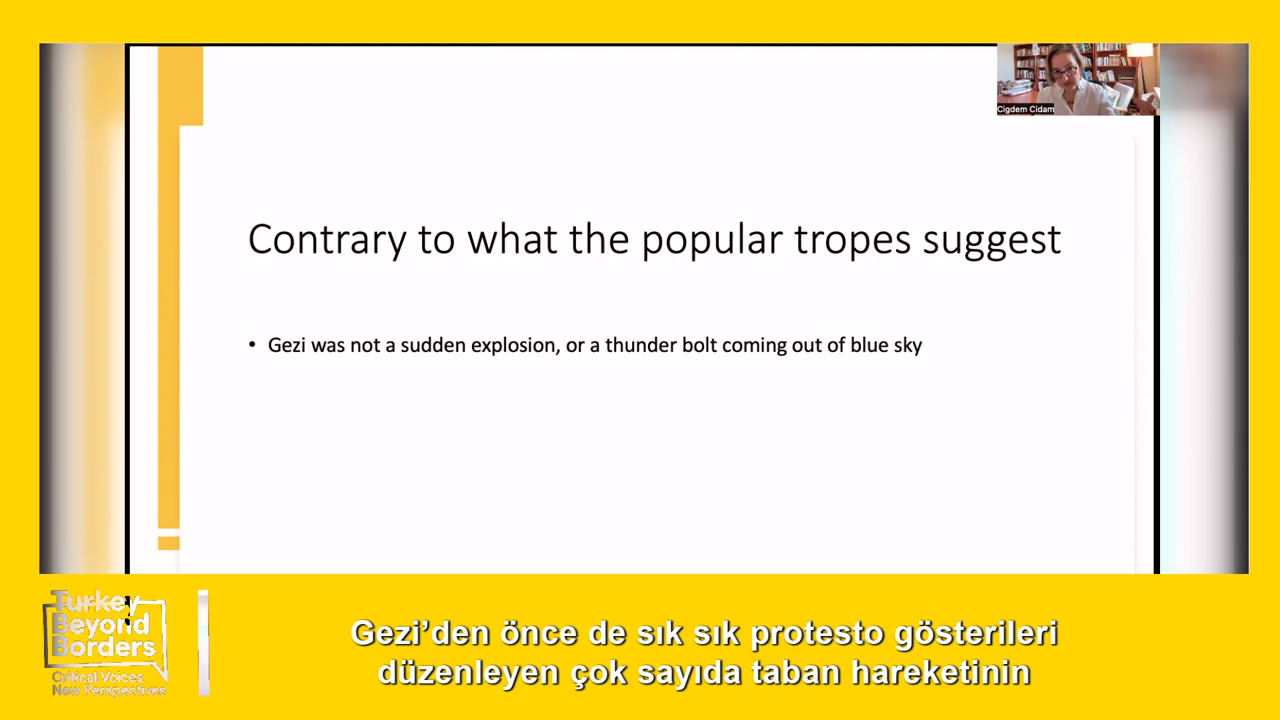 Cigdem Cidam
Contrary to what the popular tropes suggest
• Gezi was not a sudden explosion, or a thunder bolt coming out of blue sky
Turkey
Beyond
Borders
Critical Voices
New Perspectives
Gezi’den önce de sık sık protesto gösterileri
düzenleyen çok sayıda taban hareketinin